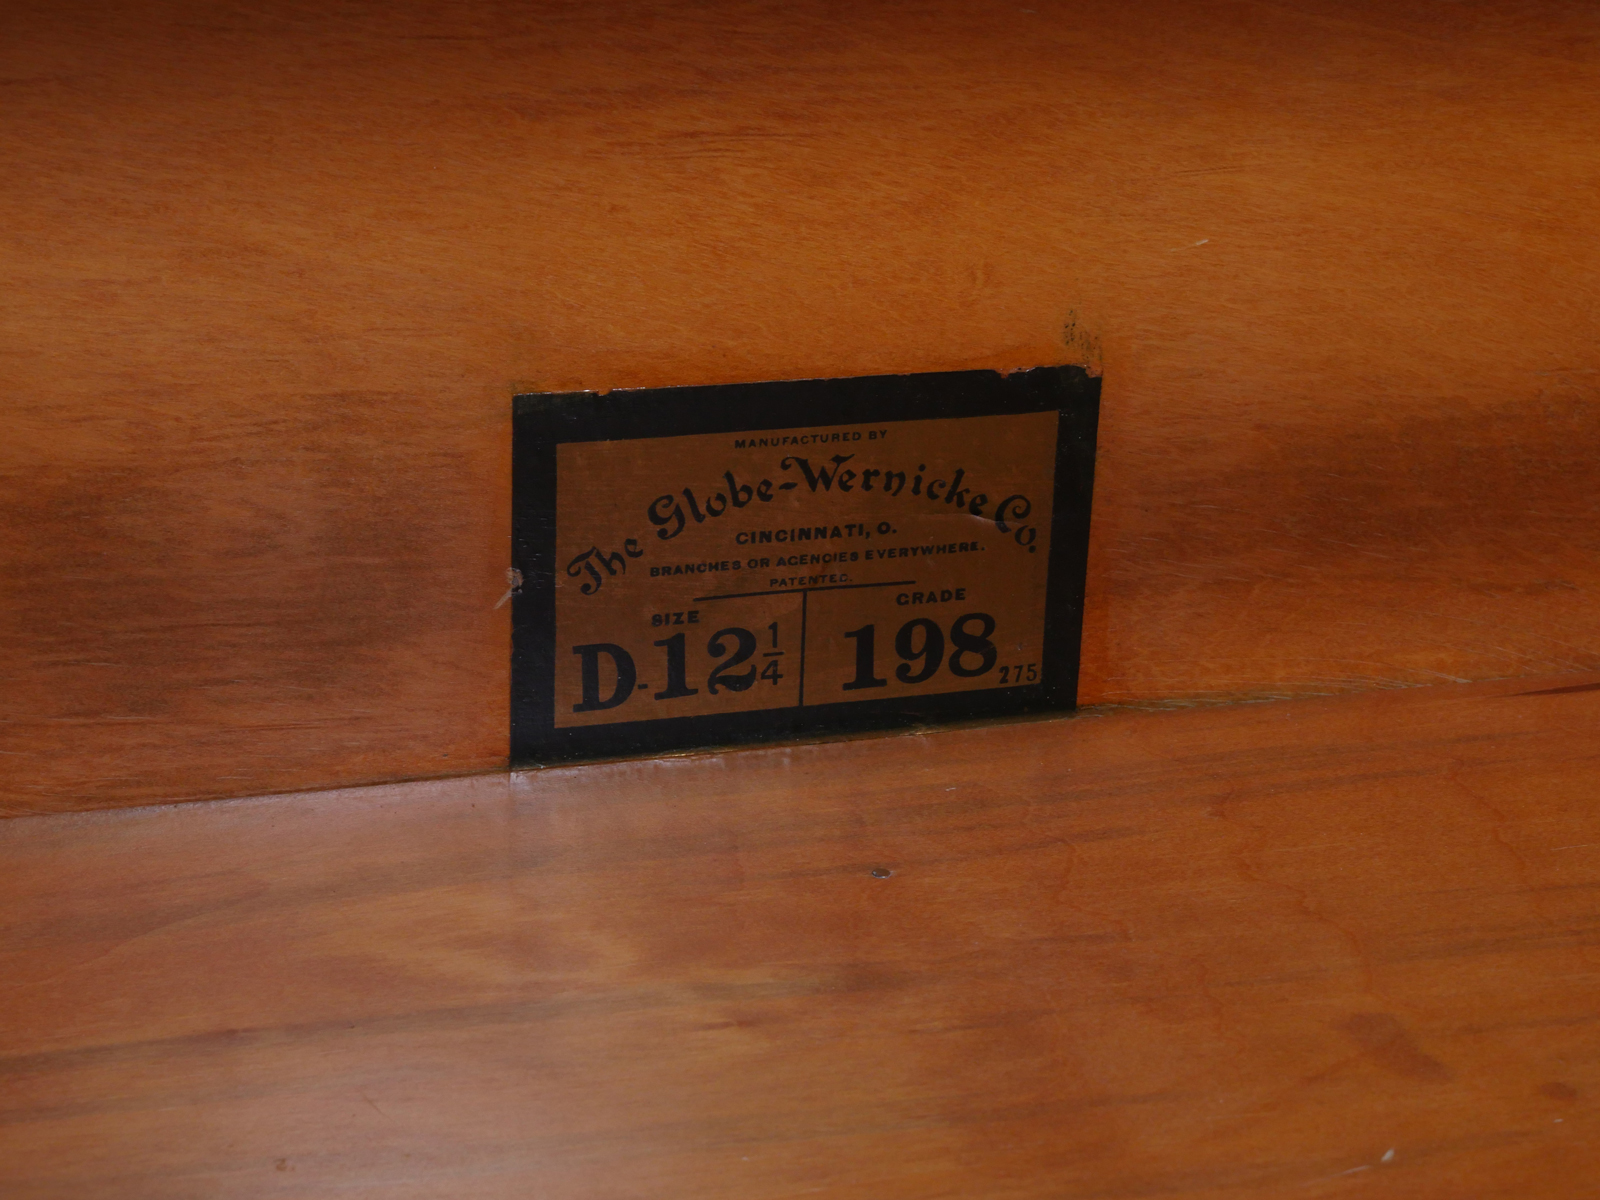 MANUFACTURED BY
The Globe-Wernicke Co.
CINCINNATI, O.
BRANCHES OR AGENCIES EVERYWHERE.
PATENTED.
SIZE GRADE
D-12 1/4 198 275